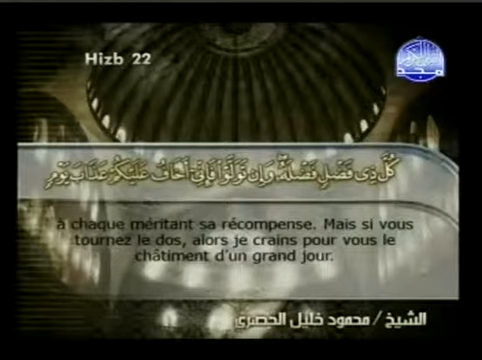 Hizb 22
مجد
كُلَّ ذِى فَضْلٍ فَضْلَهُۥ ۖ وَإِن تَوَلَّوْا۟ فَإِنِّىٓ أَخَافُ عَلَيْكُمْ عَذَابَ يَوْمٍ
à chaque méritant sa récompense. Mais si vous
tournez le dos, alors je crains pour vous le
châtiment d'un grand jour.
الشيخ / محمود خليل الحصري